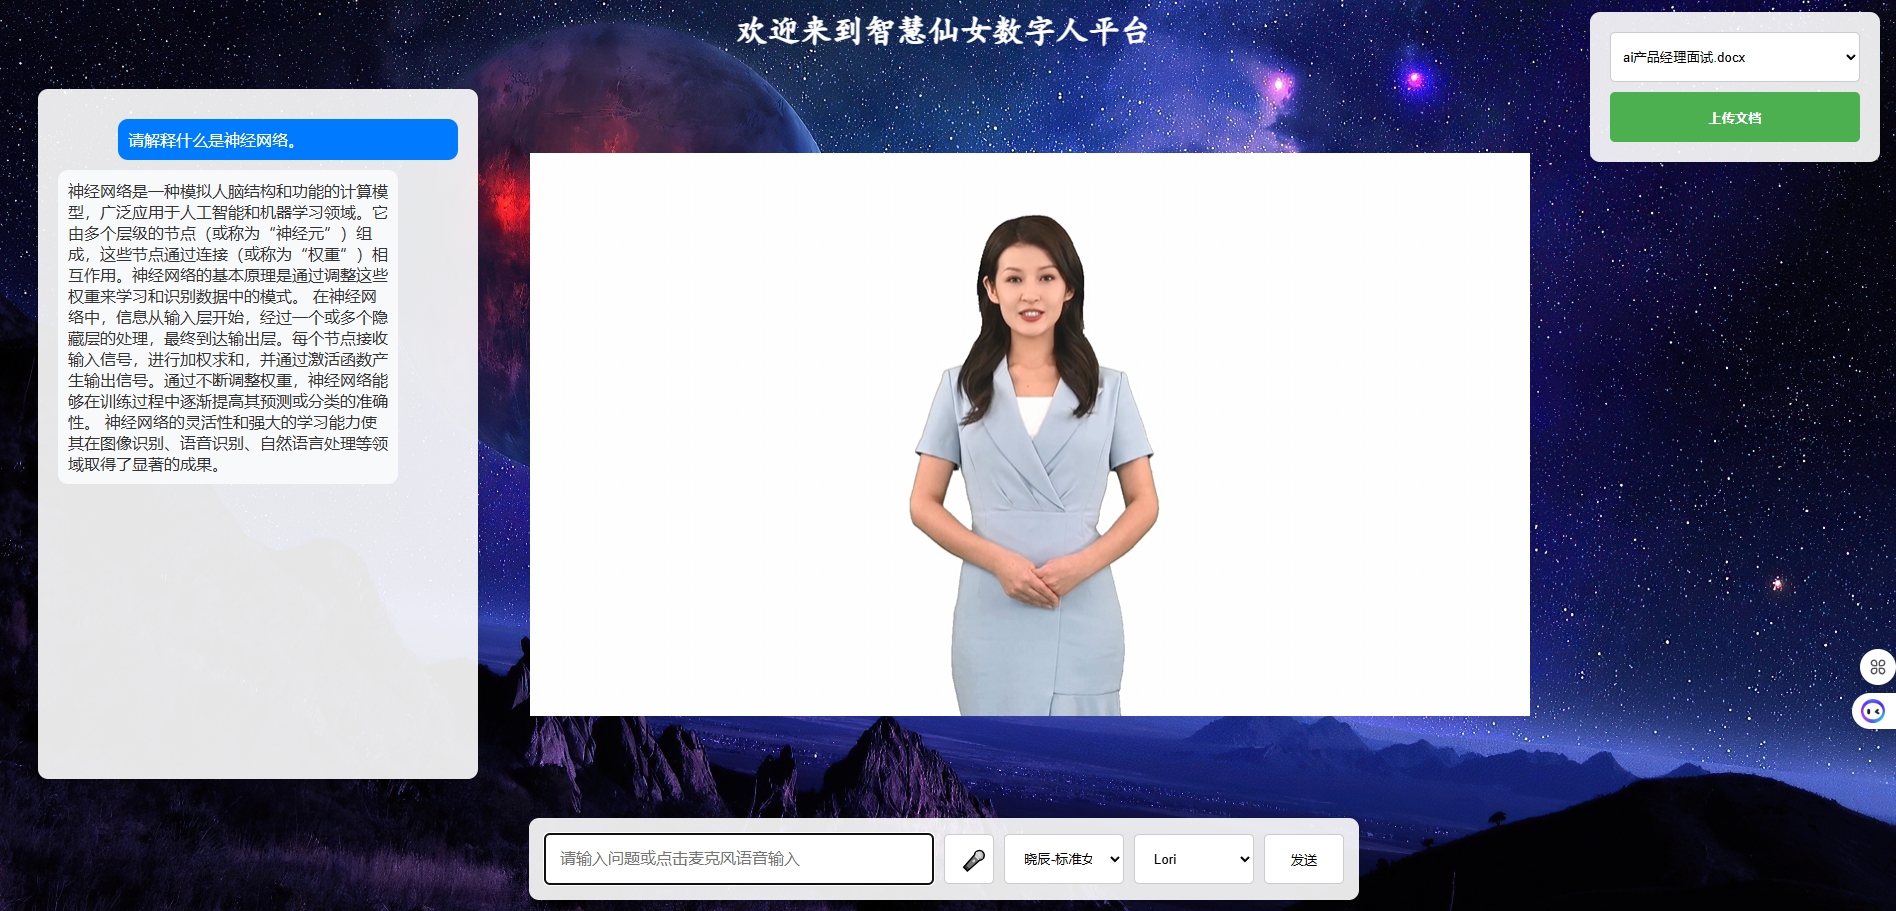 欢迎来到智慧仙女数字人平台
ai产品经理面试.docx
上传文档
请解释什么是神经网络。
神经网络是一种模拟人脑结构和功能的计算模
型，广泛应用于人工智能和机器学习领域。它
由多个层级的节点（或称为“神经元”）组
成，这些节点通过连接（或称为“权重”）相
互作用。神经网络的基本原理是通过调整这些
权重来学习和识别数据中的模式。 在神经网
络中，信息从输入层开始，经过一个或多个隐
藏层的处理，最终到达输出层。每个节点接收
输入信号，进行加权求和，并通过激活函数产
生输出信号。通过不断调整权重，神经网络能
够在训练过程中逐渐提高其预测或分类的准确
性。 神经网络的灵活性和强大的学习能力使
其在图像识别、语音识别、自然语言处理等领
域取得了显著的成果。
请输入问题或点击麦克风语音输入
晓辰-标准女
Lori
发送